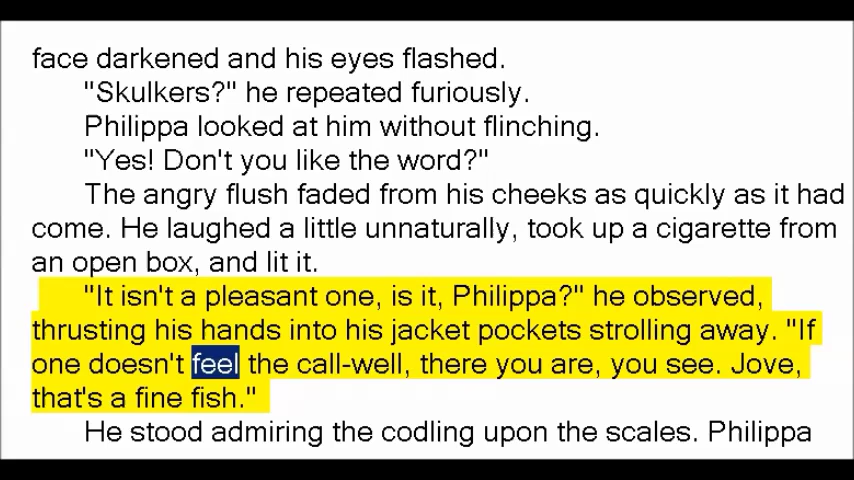 face darkened and his eyes flashed.
"Skulkers?" he repeated furiously.
Philippa looked at him without flinching.
"Yes! Don't you like the word?"
The angry flush faded from his cheeks as quickly as it had
come. He laughed a little unnaturally, took up a cigarette from
an open box, and lit it.
"It isn't a pleasant one, is it, Philippa?" he observed,
thrusting his hands into his jacket pockets strolling away. "If
one doesn't feel the call-well, there you are, you see. Jove,
that's a fine fish."
He stood admiring the codling upon the scales. Philippa